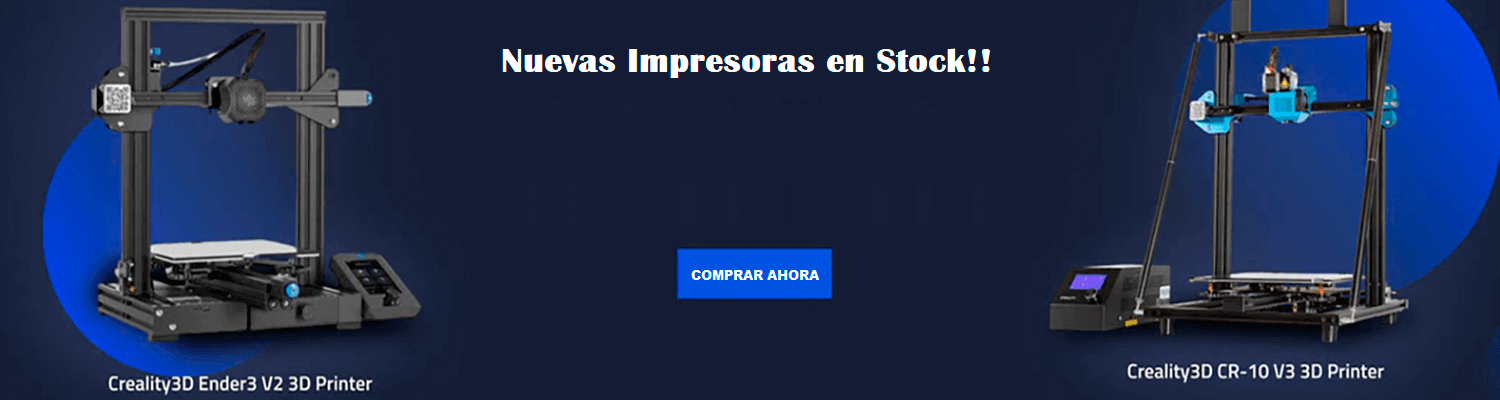 Nuevas Impresoras en Stock!!
COMPRAR AHORA
Creality3D Ender3 V2 3D Printer
Creality3D CR-10 V3 3D Printer